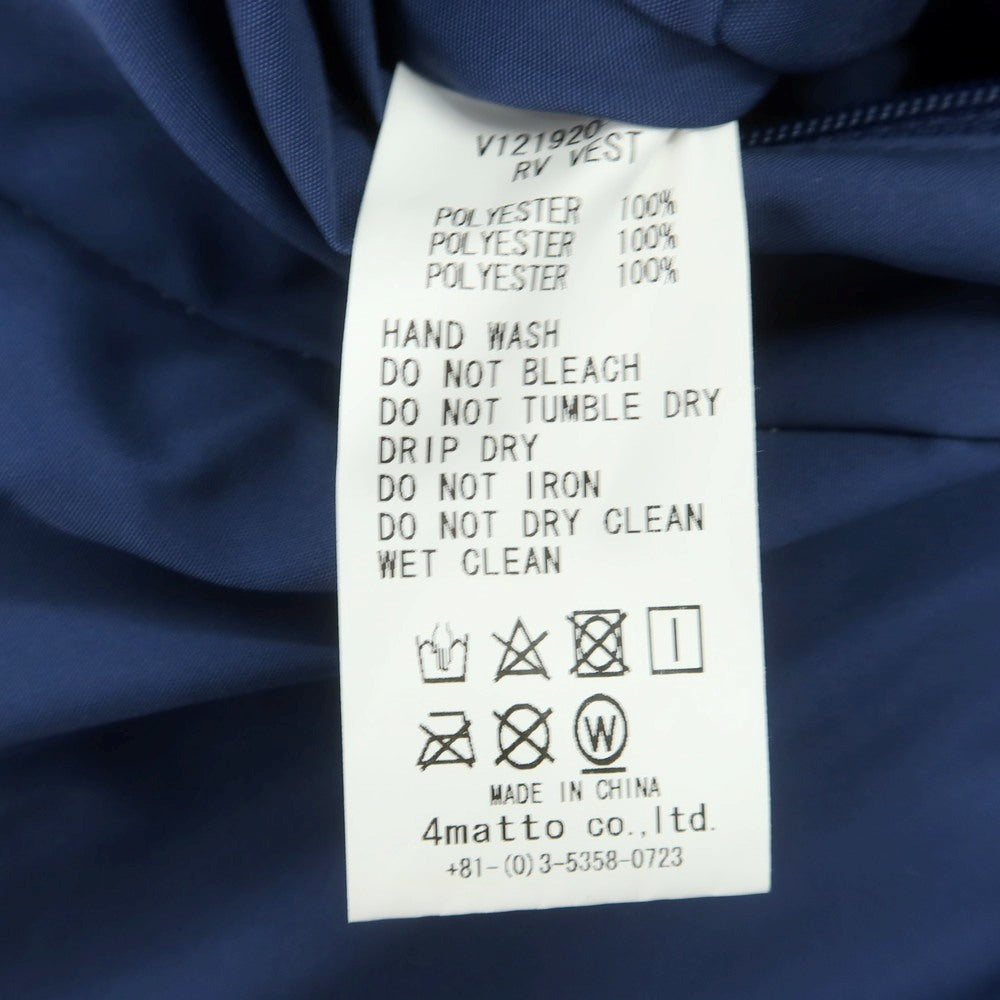 V121920
RV VEST
POLYESTER 100%
POLYESTER 100%
POLYESTER 100%
HAND WASH
DO NOT BLEACH
DO NOT TUMBLE DRY
DRIP DRY
DO NOT IRON
DO NOT DRY CLEAN
WET CLEAN
W
MADE IN CHINA
4matto co.,ltd.
+81-(0)3-5358-0723